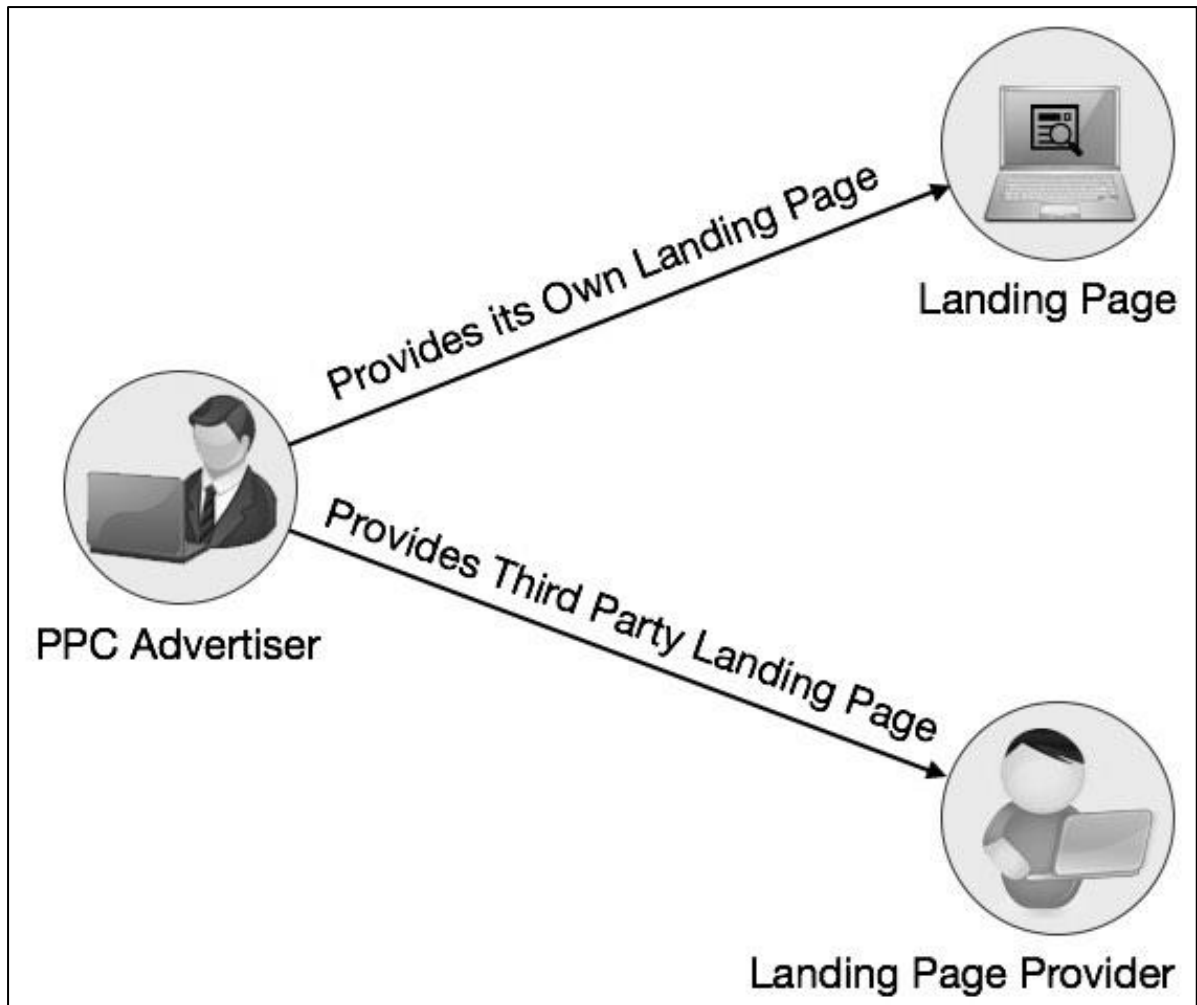 Provides its Own Landing Page
Landing Page
PPC Advertiser
Provides Third Party Landing Page
Landing Page Provider